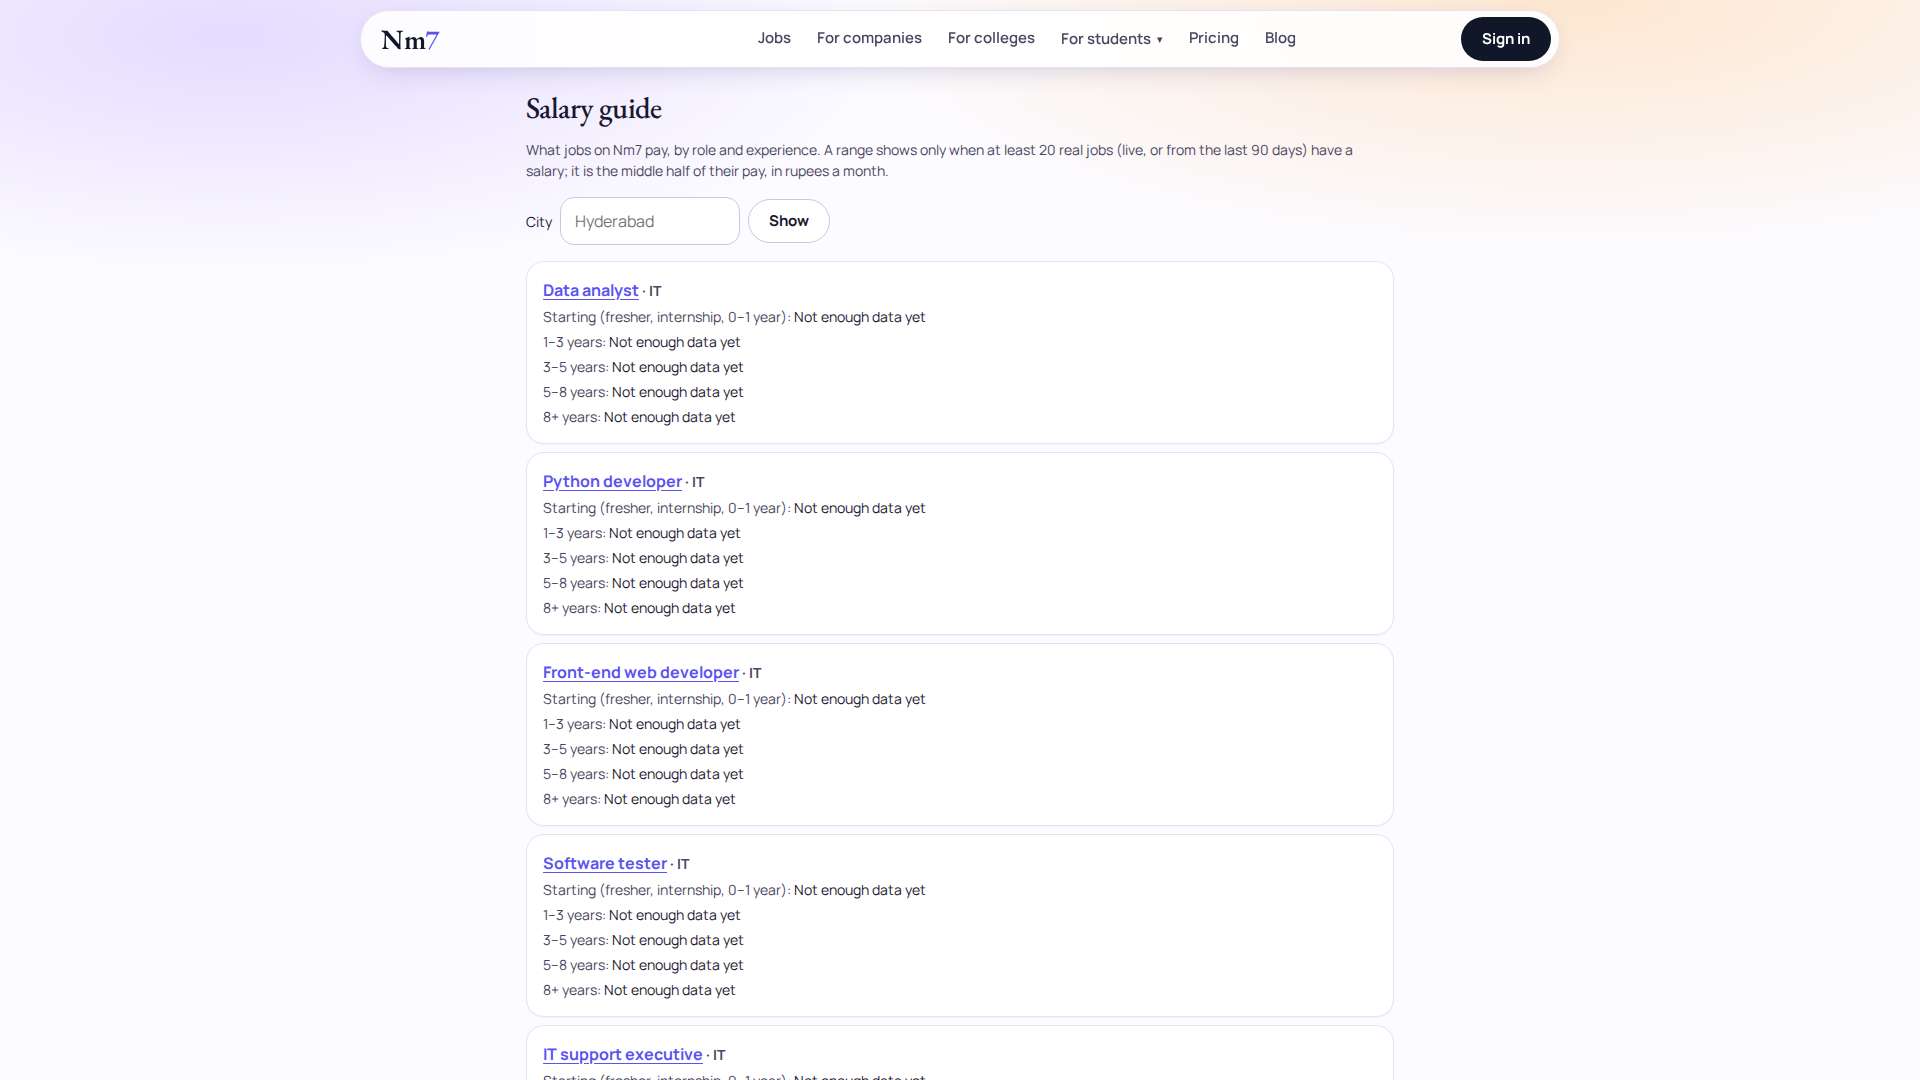 Nm7
Jobs
For companies
For colleges
For students ▾
Pricing
Blog
Sign in
Salary guide
What jobs on Nm7 pay, by role and experience. A range shows only when at least 20 real jobs (live, or from the last 90 days) have a
salary; it is the middle half of their pay, in rupees a month.
City
Hyderabad
Show
Data analyst · IT
Starting (fresher, internship, 0–1 year): Not enough data yet
1–3 years: Not enough data yet
3–5 years: Not enough data yet
5–8 years: Not enough data yet
8+ years: Not enough data yet
Python developer · IT
Starting (fresher, internship, 0–1 year): Not enough data yet
1–3 years: Not enough data yet
3–5 years: Not enough data yet
5–8 years: Not enough data yet
8+ years: Not enough data yet
Front-end web developer · IT
Starting (fresher, internship, 0–1 year): Not enough data yet
1–3 years: Not enough data yet
3–5 years: Not enough data yet
5–8 years: Not enough data yet
8+ years: Not enough data yet
Software tester · IT
Starting (fresher, internship, 0–1 year): Not enough data yet
1–3 years: Not enough data yet
3–5 years: Not enough data yet
5–8 years: Not enough data yet
8+ years: Not enough data yet
IT support executive · IT
Starting (fresher, internship, 0–1 year): Not enough data yet